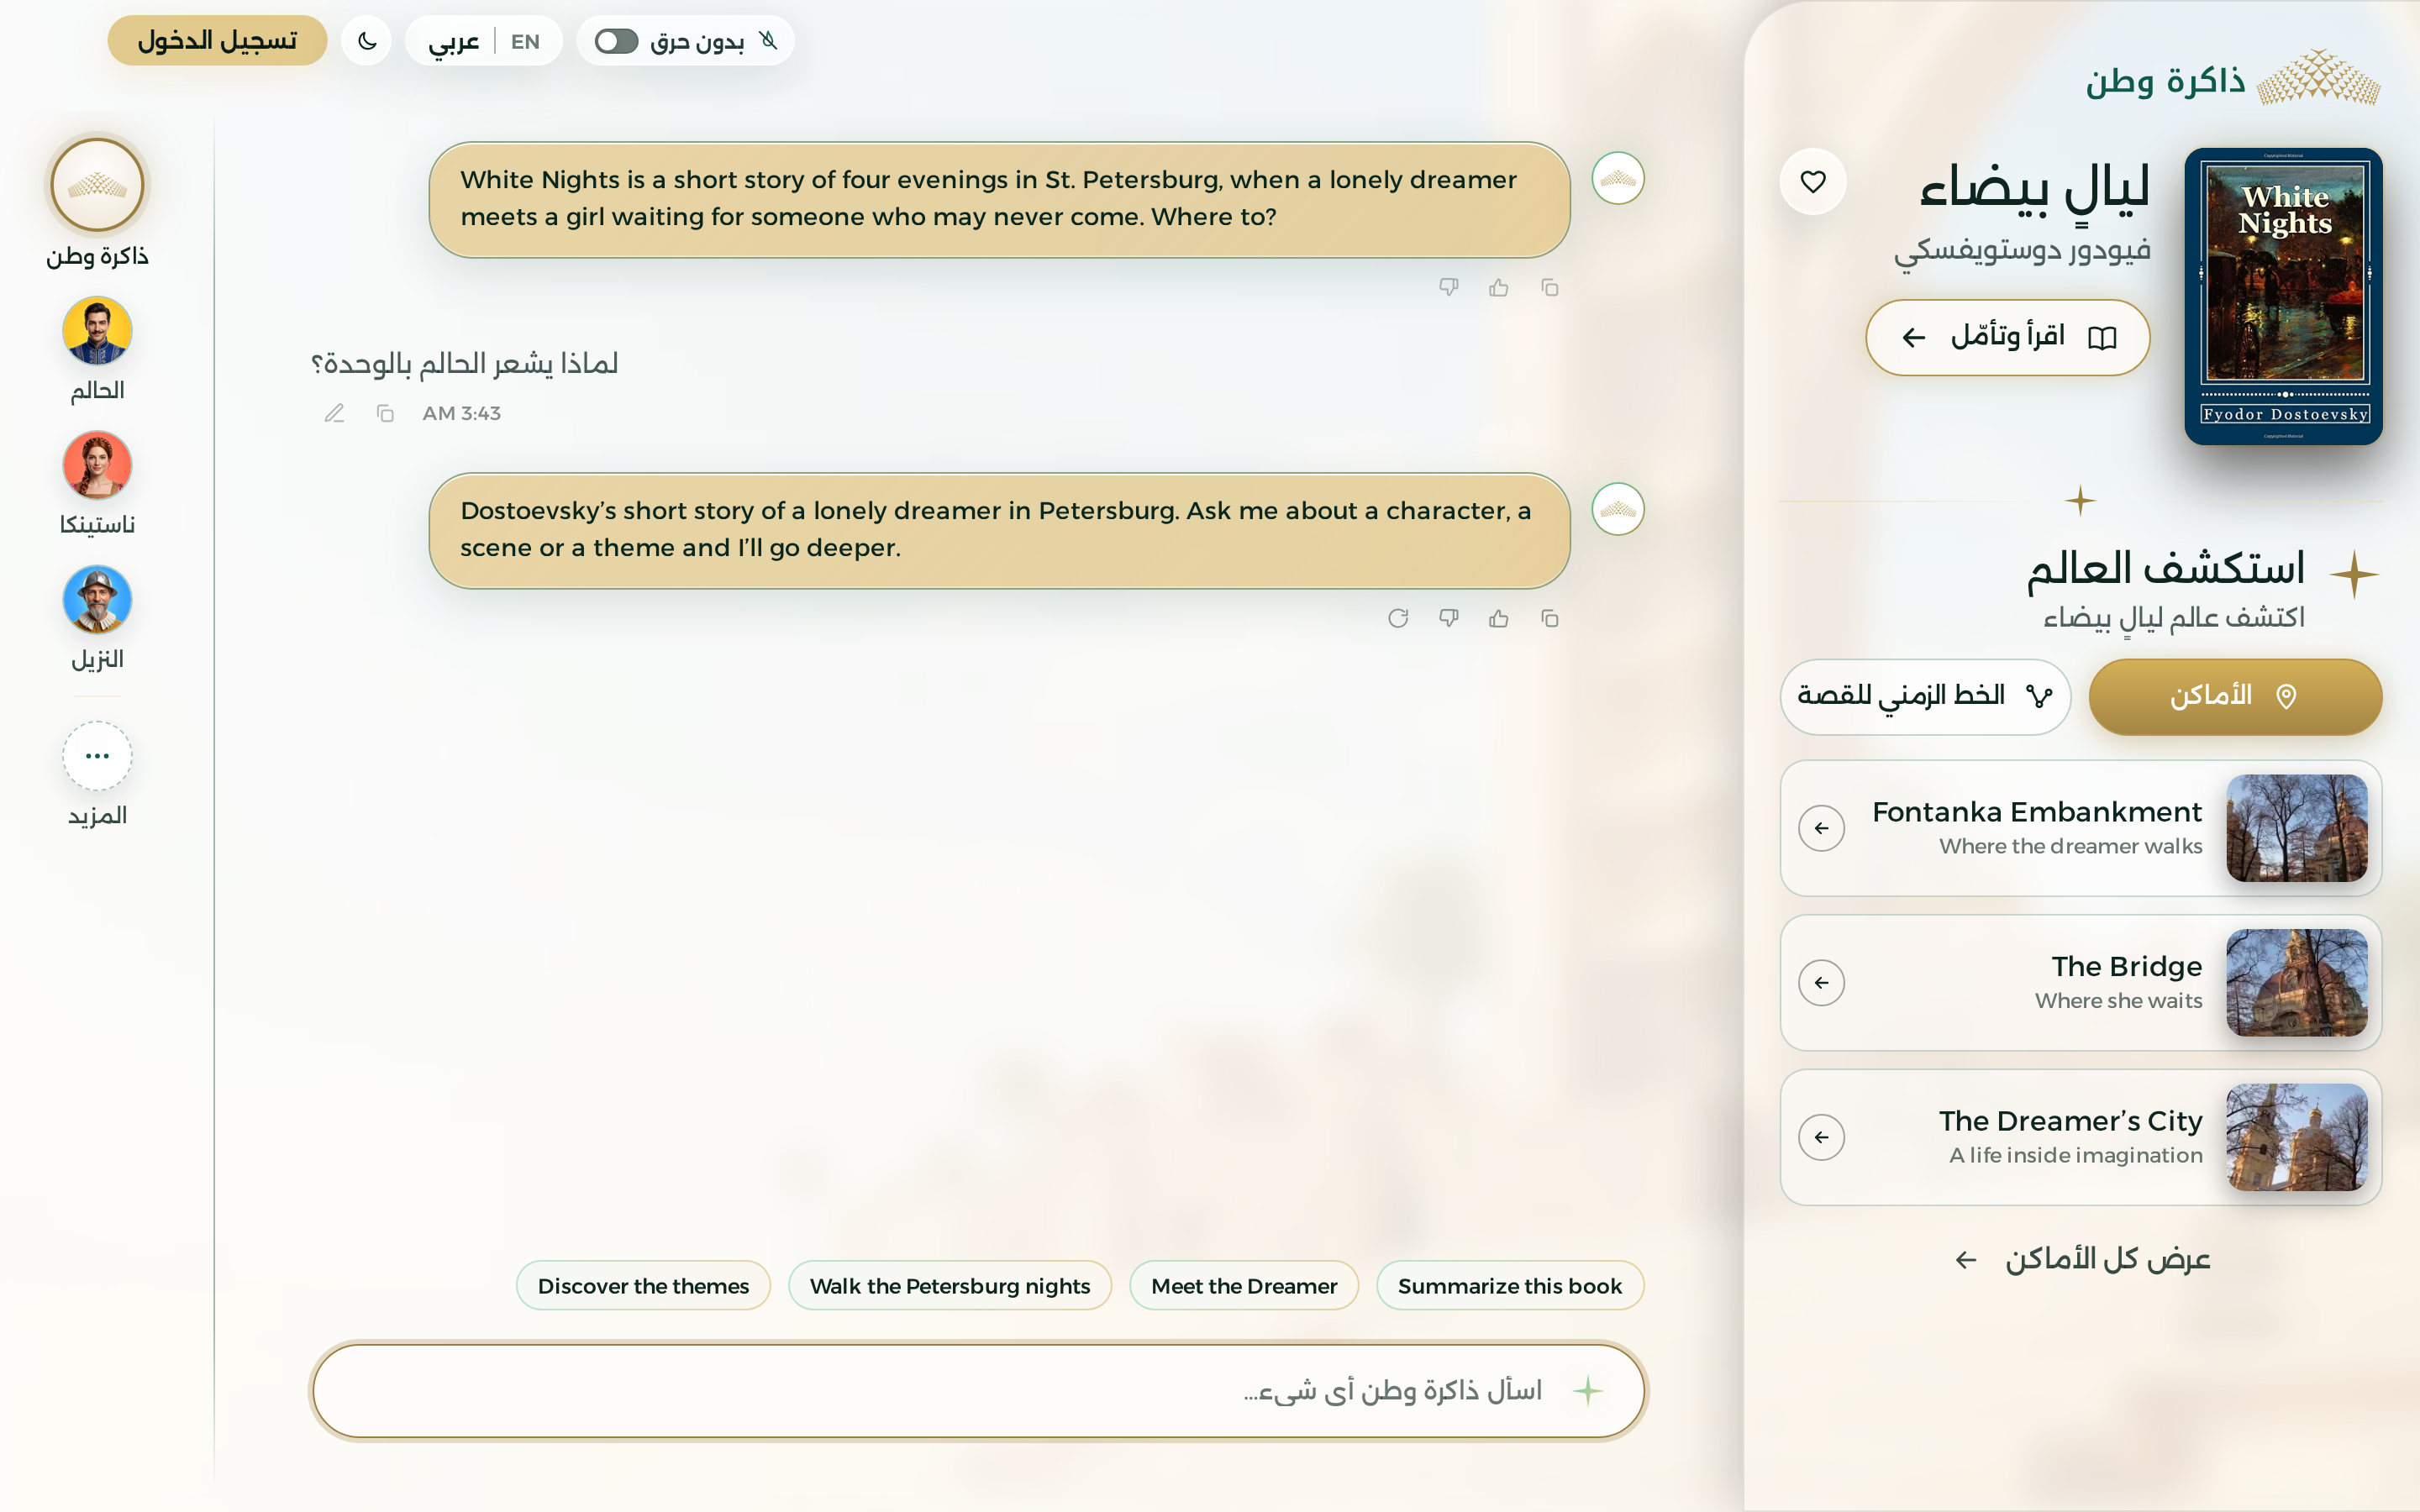 ذاكرة وطن
ليالٍ بيضاء
فيودور دوستويفسكي
اقرأ وتأمّل
White
Nights
Fyodor Dostoevsky
استكشف العالم
اكتشف عالم ليالٍ بيضاء
الأماكن
الخط الزمني للقصة
Fontanka Embankment
Where the dreamer walks
The Bridge
Where she waits
The Dreamer’s City
A life inside imagination
عرض كل الأماكن
بدون حرق
EN
عربي
تسجيل الدخول
White Nights is a short story of four evenings in St. Petersburg, when a lonely dreamer
meets a girl waiting for someone who may never come. Where to?
لماذا يشعر الحالم بالوحدة؟
AM 3:43
Dostoevsky’s short story of a lonely dreamer in Petersburg. Ask me about a character, a
scene or a theme and I’ll go deeper.
Summarize this book
Meet the Dreamer
Walk the Petersburg nights
Discover the themes
اسأل ذاكرة وطن أي شيء...
ذاكرة وطن
الحالم
ناستينكا
النزيل
المزيد